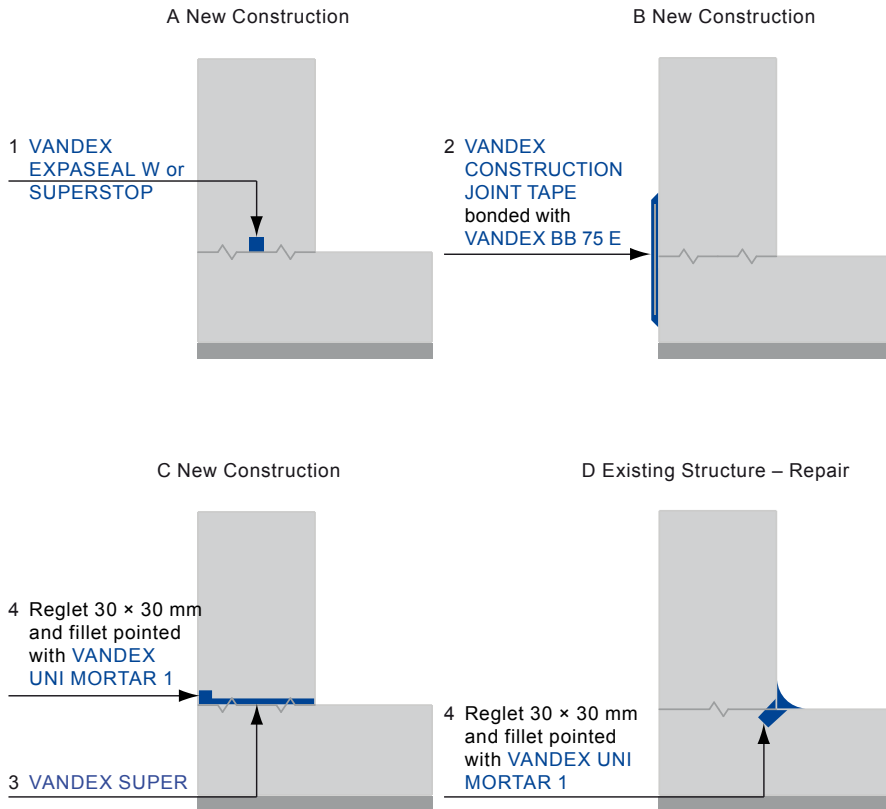 A New Construction
1 VANDEX
EXPASEAL W or
SUPERSTOP
B New Construction
2 VANDEX
CONSTRUCTION
JOINT TAPE
bonded with
VANDEX BB 75 E
C New Construction
4 Reglet 30 × 30 mm
and fillet pointed
with VANDEX
UNI MORTAR 1
3 VANDEX SUPER
D Existing Structure – Repair
4 Reglet 30 × 30 mm
and fillet pointed
with VANDEX UNI
MORTAR 1